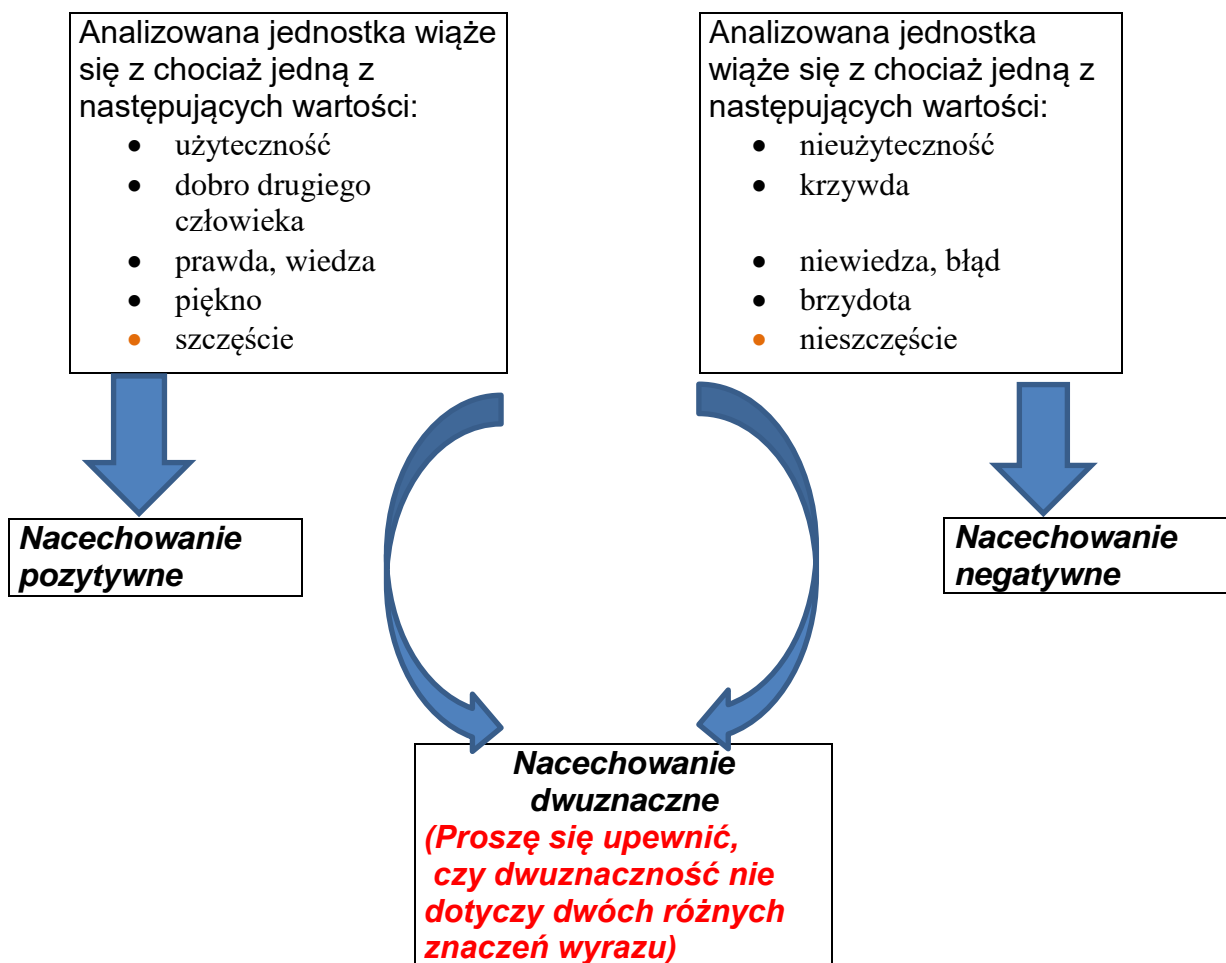 Analizowana jednostka wiąże
się z chociaż jedną z
następujących wartości:
• użyteczność
• dobro drugiego
człowieka
• prawda, wiedza
• piękno
• szczęście
Analizowana jednostka
wiąże się z chociaż jedną z
następujących wartości:
• nieużyteczność
• krzywda
• niewiedza, błąd
• brzydota
• nieszczęście
Nacechowanie
pozytywne
Nacechowanie
negatywne
Nacechowanie
dwuznaczne
(Proszę się upewnić,
czy dwuznaczność nie
dotyczy dwóch różnych
znaczeń wyrazu)